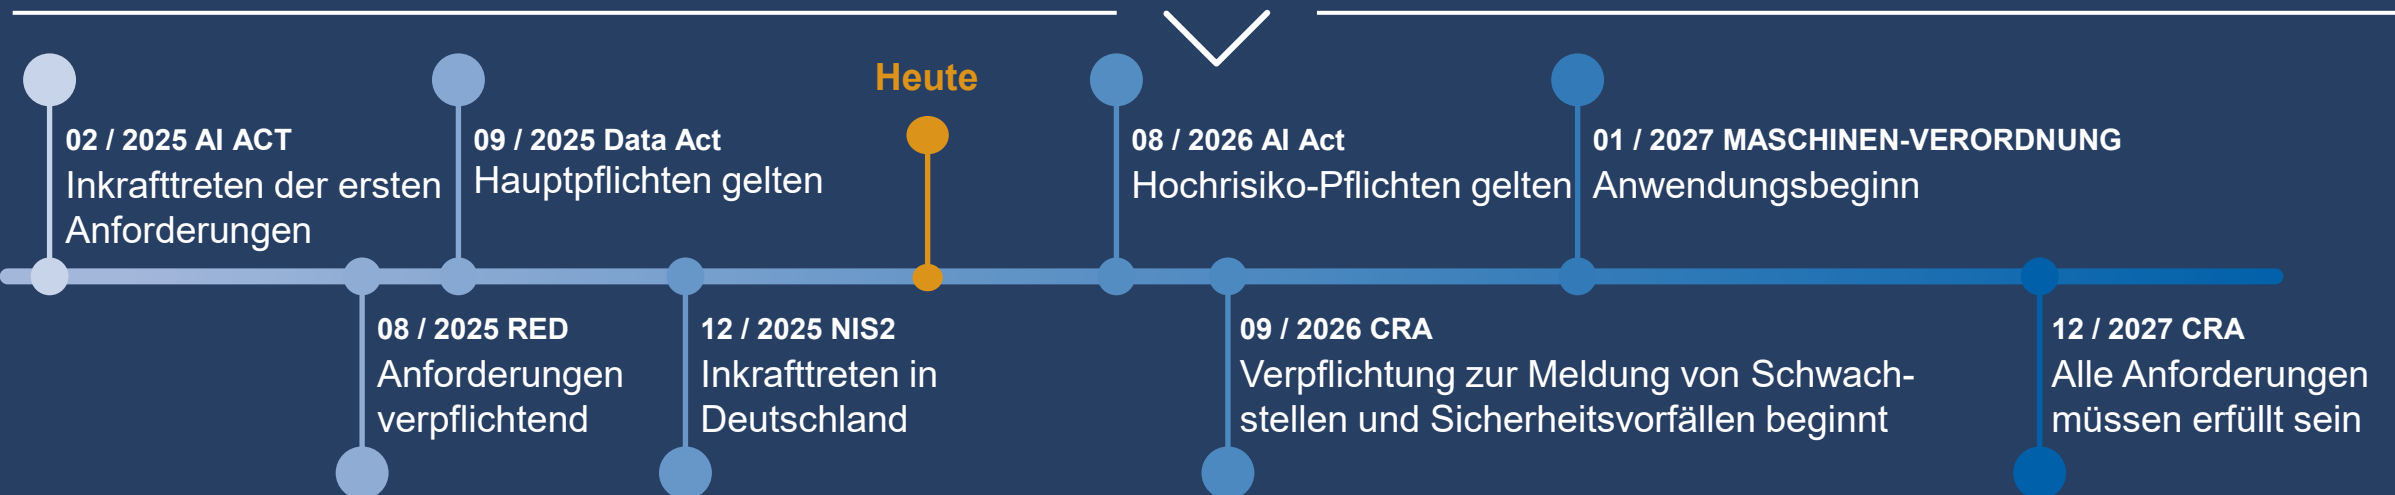 Heute
02 / 2025 AI ACT
Inkrafttreten der ersten
Anforderungen
09 / 2025 Data Act
Hauptpflichten gelten
08 / 2026 AI Act
Hochrisiko-Pflichten gelten
01 / 2027 MASCHINEN-VERORDNUNG
Anwendungsbeginn
08 / 2025 RED
Anforderungen
verpflichtend
12 / 2025 NIS2
Inkrafttreten in
Deutschland
09 / 2026 CRA
Verpflichtung zur Meldung von Schwach-
stellen und Sicherheitsvorfällen beginnt
12 / 2027 CRA
Alle Anforderungen
müssen erfüllt sein